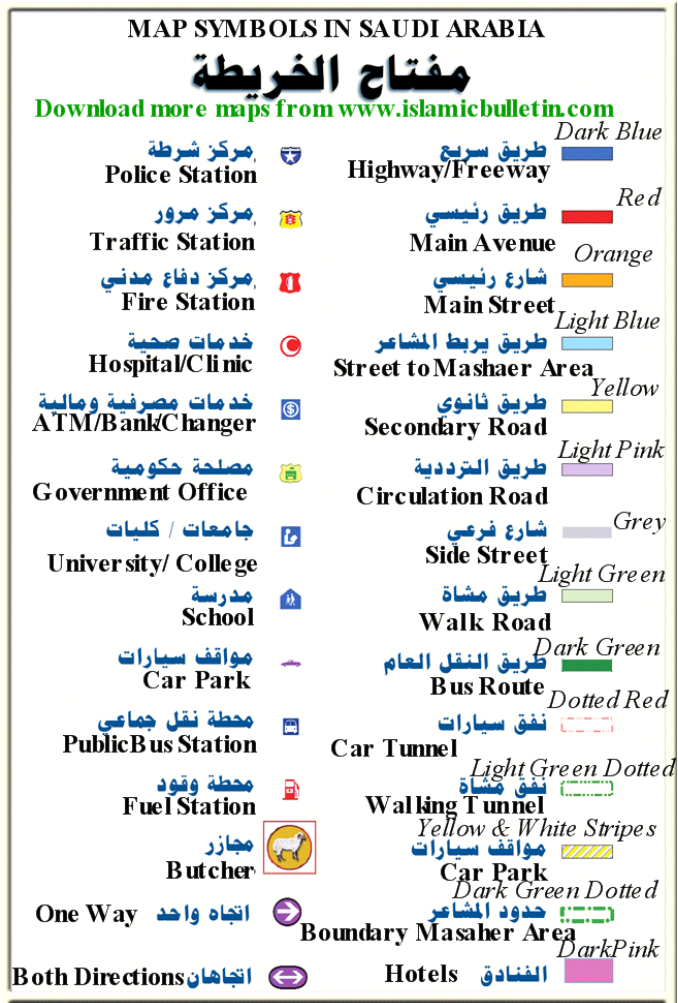 MAP SYMBOLS IN SAUDI ARABIA
مفتاح الخريطة
Download more maps from www.islamicbulletin.com
مركز شرطة
Police Station
مركز مرور
Traffic Station
مركز دفاع مدني
Fire Station
خدمات صحية
Hospital/Clinic
خدمات مصرفية ومالية
ATM/Bank/Changer
مصلحة حكومية
Government Office
جامعات / كليات
University/ College
مدرسة
School
مواقف سيارات
Car Park
محطة نقل جماعي
Public Bus Station
محطة وقود
Fuel Station
مجازر
Butcher
One Way اتجاه واحد
Both Directions اتجاهان
Dark Blue
طريق سريع
Highway/Freeway
Red
طريق رئيسي
Main Avenue
Orange
شارع رئيسي
Main Street
Light Blue
طريق يربط المشاعر
Street to Mashaer Area
Yellow
طريق ثانوي
Secondary Road
Light Pink
طريق الترددية
Circulation Road
Grey
شارع فرعي
Side Street
Light Green
طريق مشاة
Walk Road
Dark Green
طريق النقل العام
Bus Route
Dotted Red
نفق سيارات
Car Tunnel
Light Green Dotted
نفق مشاة
Walking Tunnel
Yellow & White Stripes
مواقف سيارات
Car Park
Dark Green Dotted
حدود المشاعر
Boundary Masaher Area
DarkPink
Hotels الفنادق